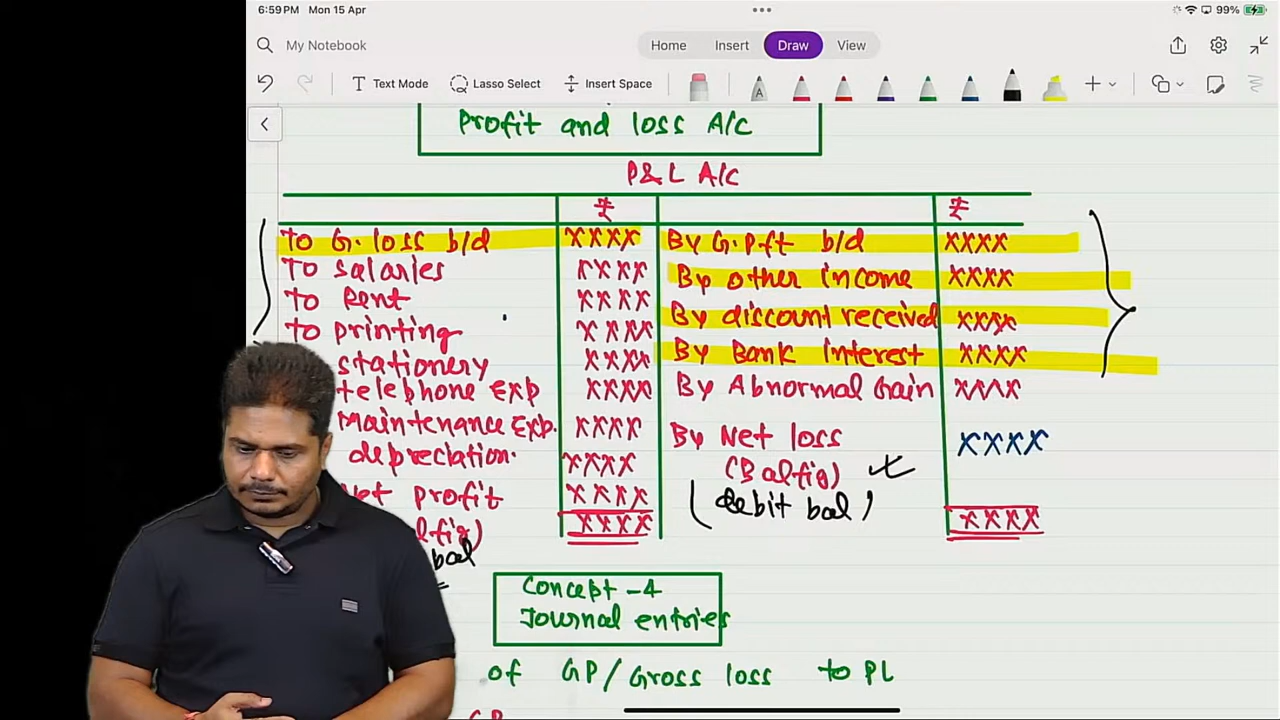 6:59 PM Mon 15 Apr
99%
My Notebook
Home Insert Draw View
Text Mode Lasso Select Insert Space
Profit and loss A/C
P&L A/C
₹ ₹
To G. loss b/d xxxx By G.Pft b/d xxxx
To salaries xxxx By other income xxxx
To Rent xxxx By discount received xxxx
To printing xxxx By Bank Interest xxxx
stationery xxxx By Abnormal Gain xxxx
telephone exp xxxx By Net loss xxxx
Maintenance Exp. xxxx (Balfig)
depreciation. xxxx (debit bal)
Net profit xxxx
xxxx xxxx
bal
Concept -4
Journal entries
of GP/Gross loss to PL